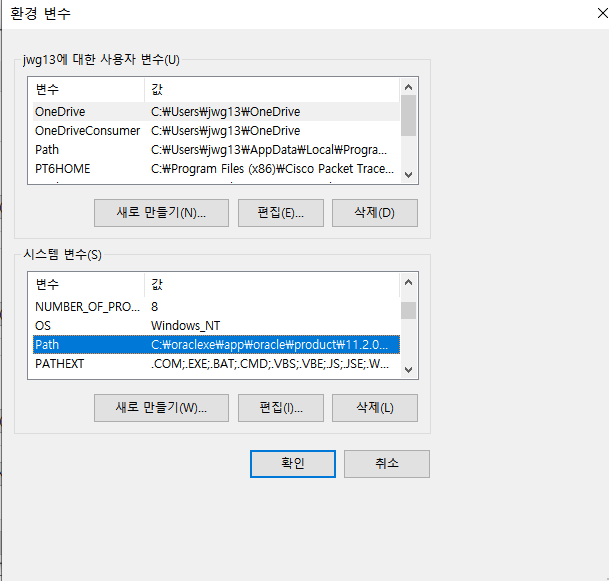 환경 변수
jwg13에 대한 사용자 변수(U)
변수 값
OneDrive C:₩Users₩jwg13₩OneDrive
OneDriveConsumer C:₩Users₩jwg13₩OneDrive
Path C:₩Users₩jwg13₩AppData₩Local₩Progra...
PT6HOME C:₩Program Files (x86)₩Cisco Packet Trace...
새로 만들기(N)... 편집(E)... 삭제(D)
시스템 변수(S)
변수 값
NUMBER_OF_PRO... 8
OS Windows_NT
Path C:₩oraclexe₩app₩oracle₩product₩11.2.0...
PATHEXT .COM;.EXE;.BAT;.CMD;.VBS;.VBE;.JS;.JSE;.W...
새로 만들기(W)... 편집(I)... 삭제(L)
확인 취소